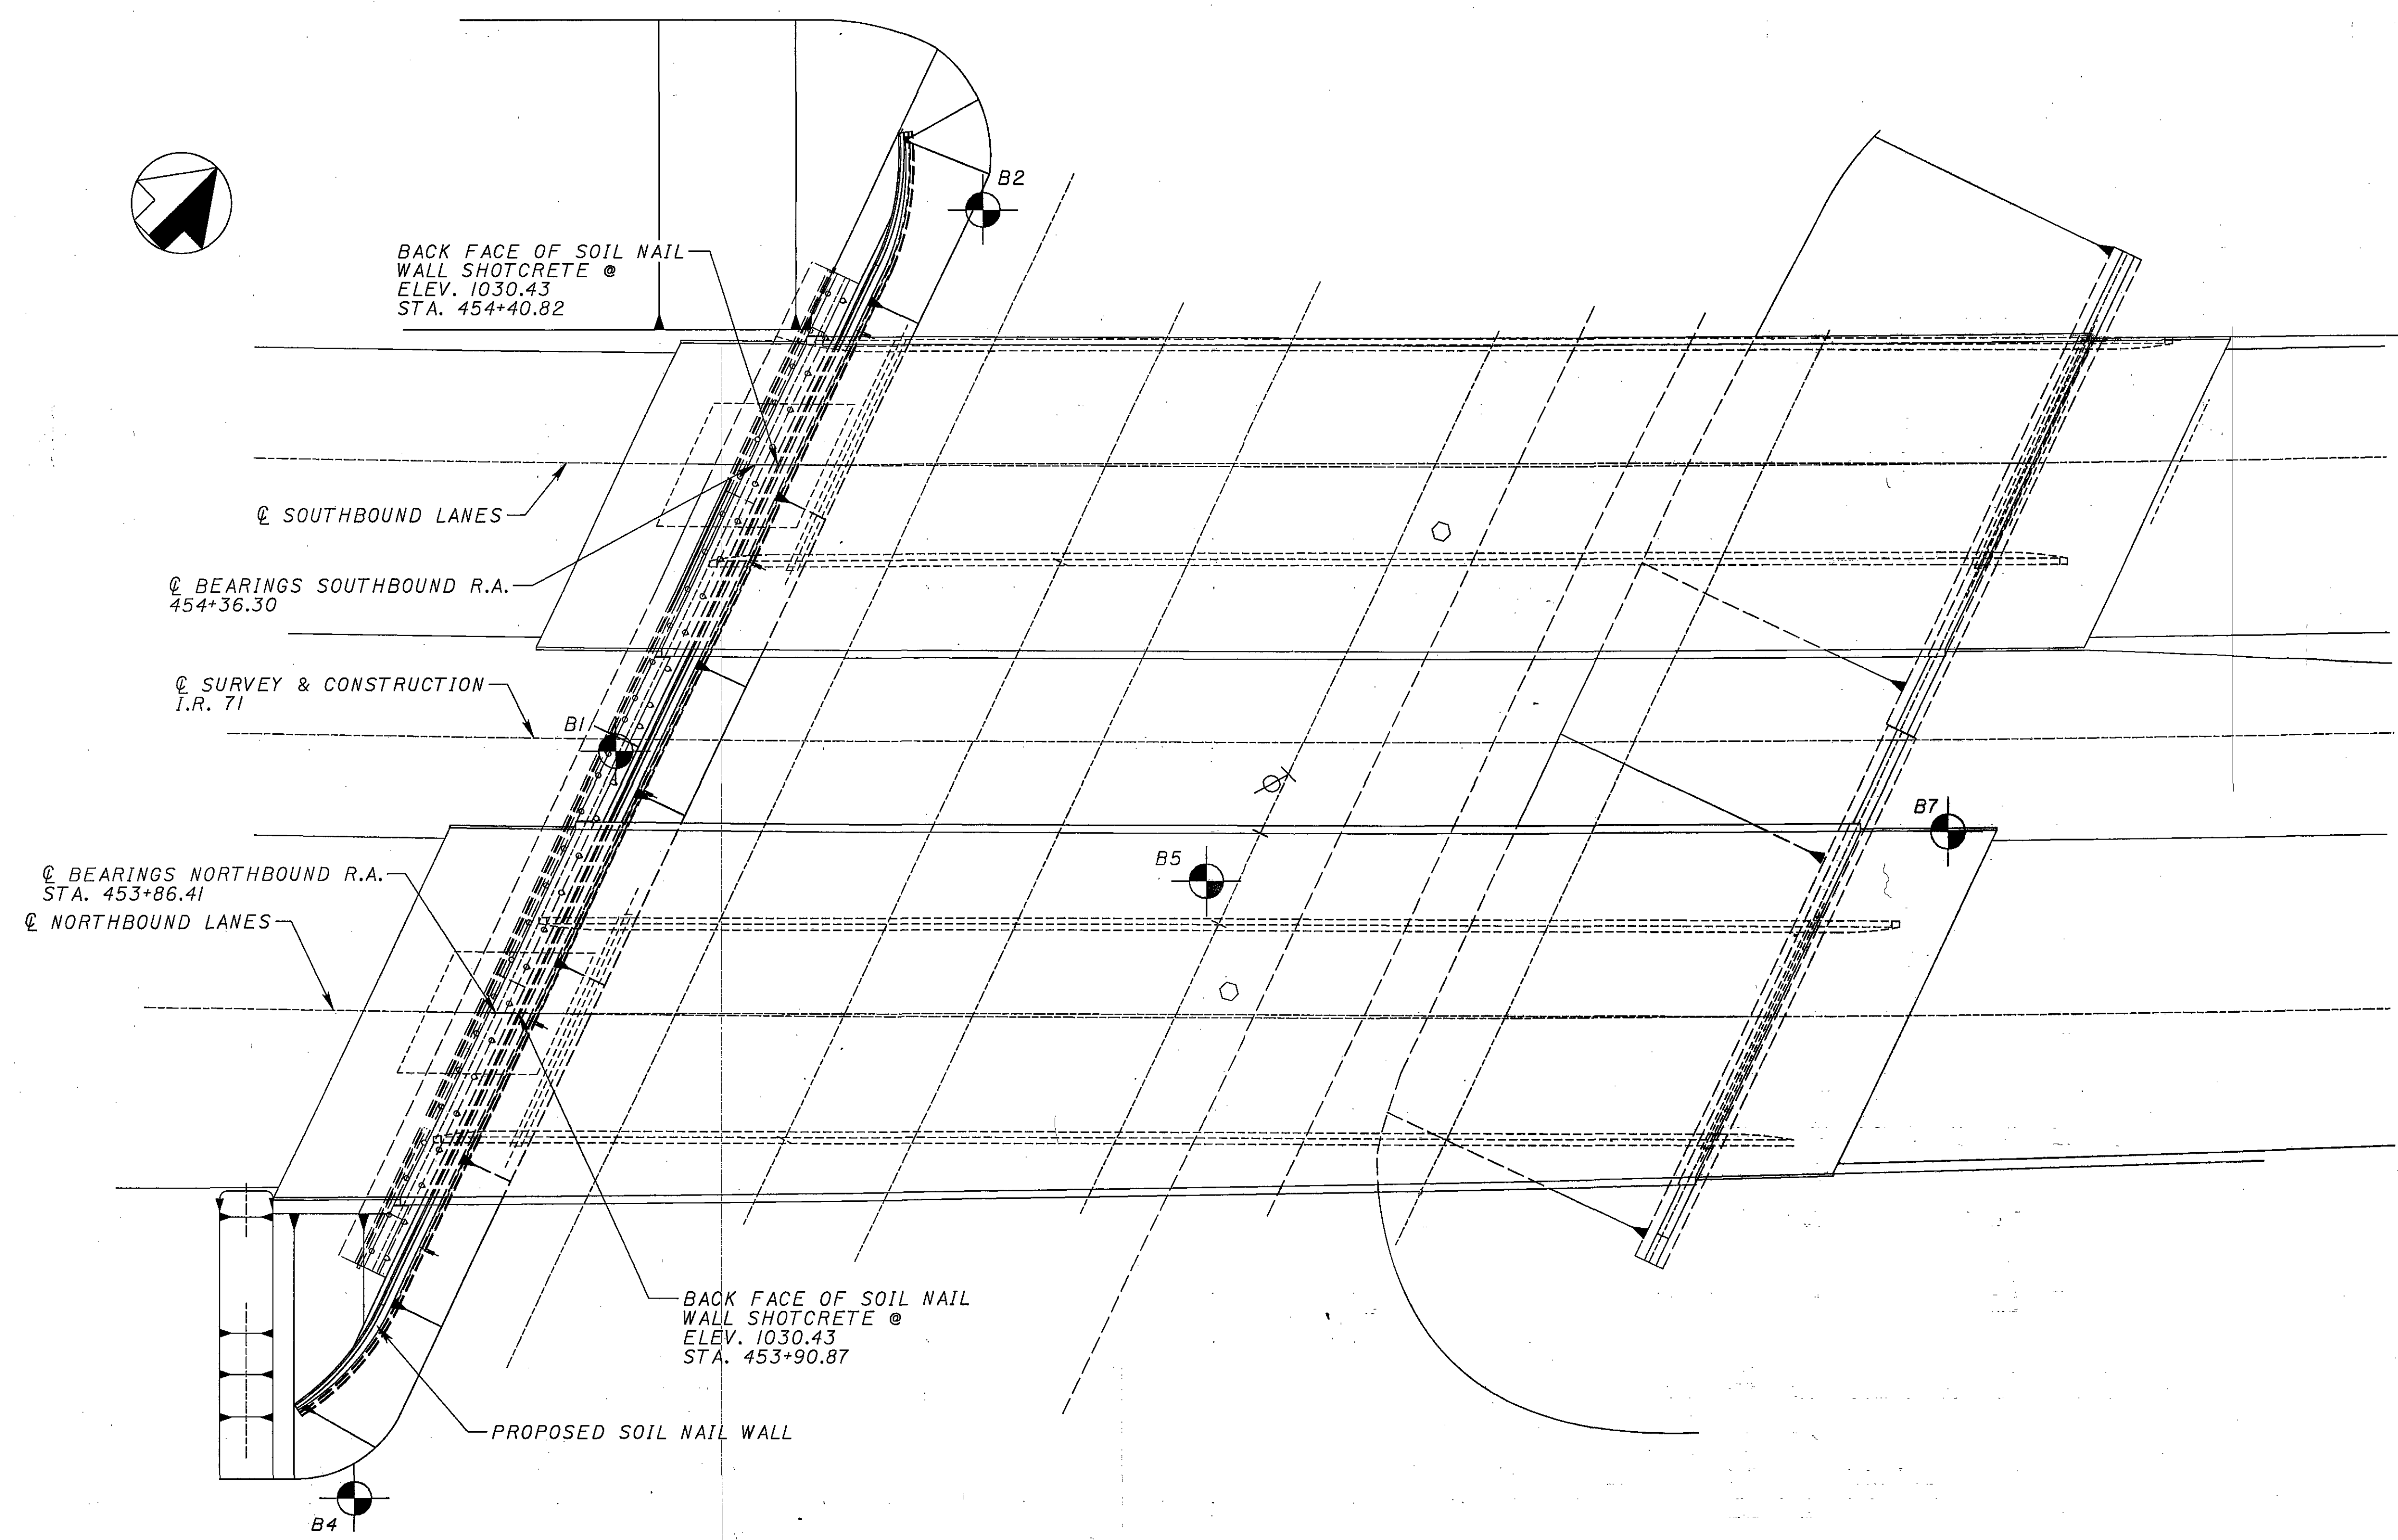 B2
BACK FACE OF SOIL NAIL
WALL SHOTCRETE @
ELEV. 1030.43
STA. 454+40.82
℄ SOUTHBOUND LANES
℄ BEARINGS SOUTHBOUND R.A.
454+36.30
℄ SURVEY & CONSTRUCTION
I.R. 71
B1
B7
B5
℄ BEARINGS NORTHBOUND R.A.
STA. 453+86.41
℄ NORTHBOUND LANES
BACK FACE OF SOIL NAIL
WALL SHOTCRETE @
ELEV. 1030.43
STA. 453+90.87
PROPOSED SOIL NAIL WALL
B4